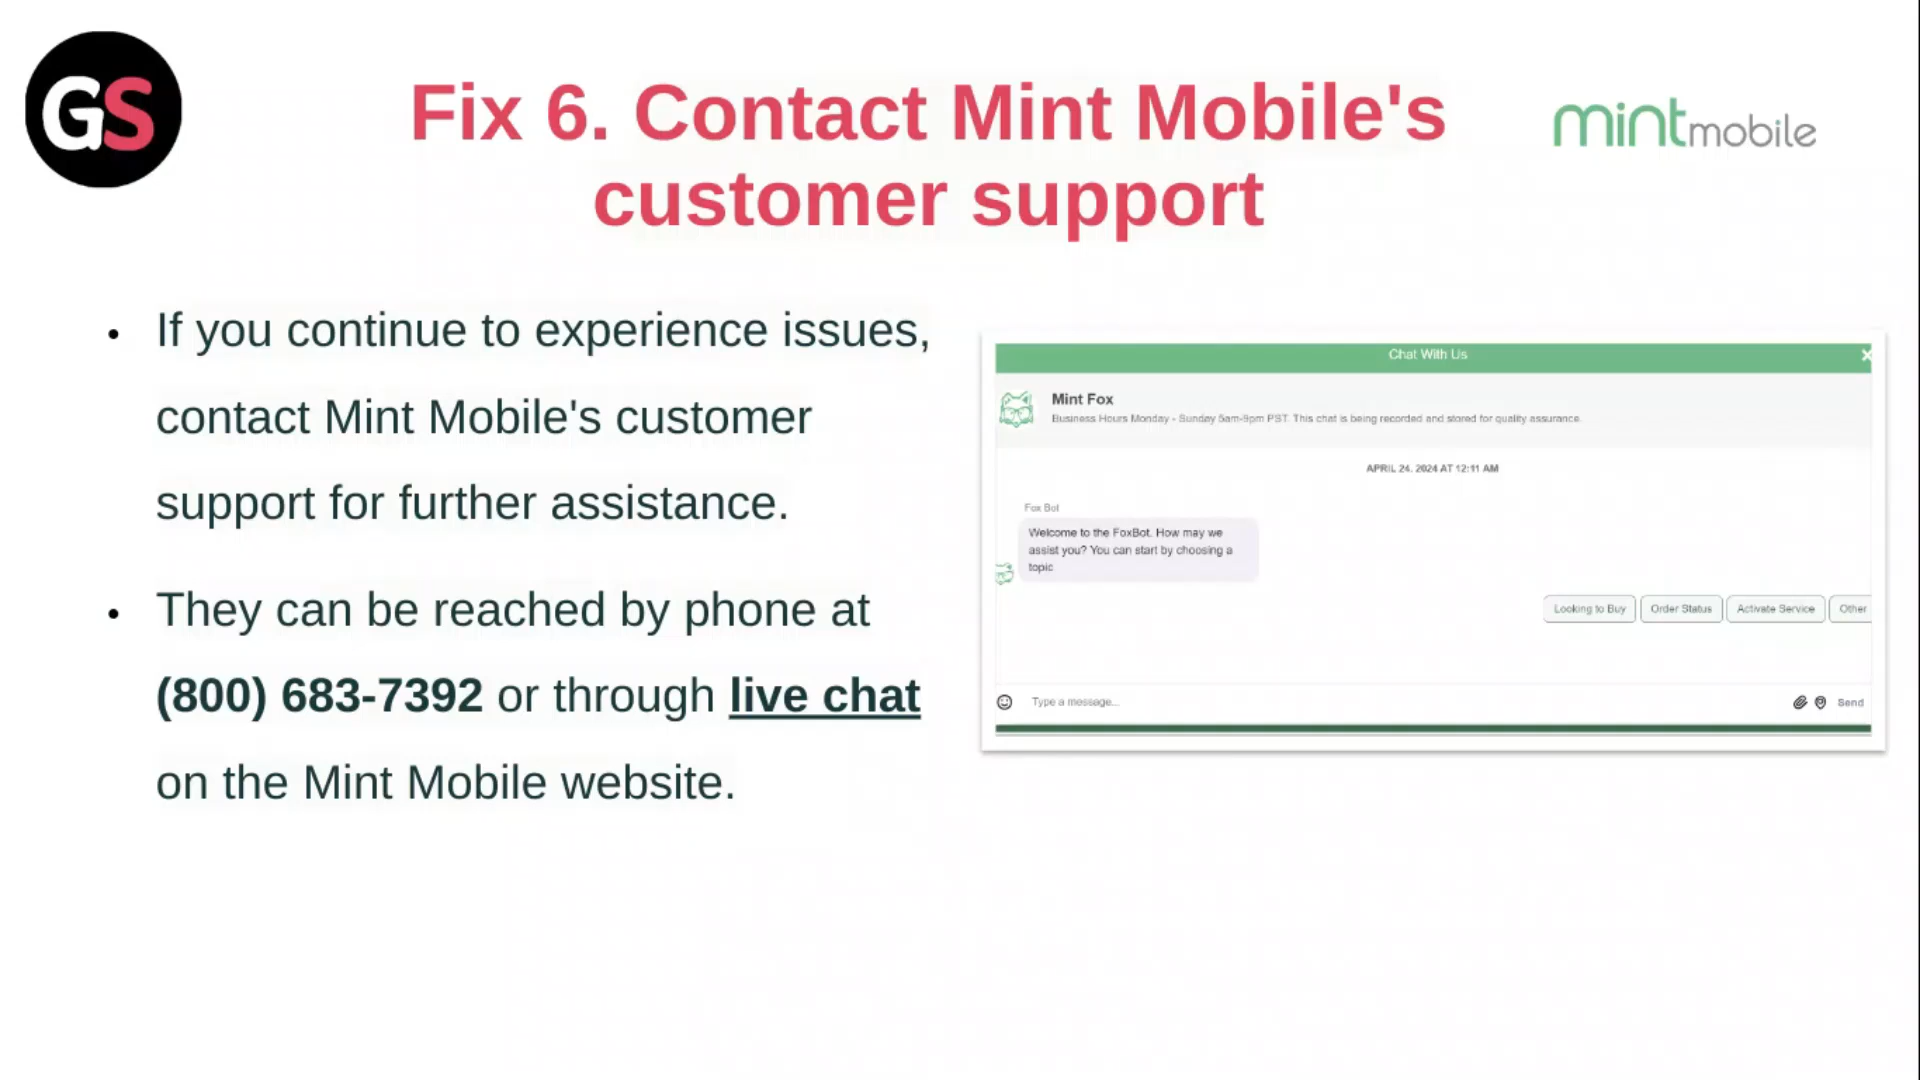 GS
Fix 6. Contact Mint Mobile's
customer support
mintmobile
• If you continue to experience issues,
contact Mint Mobile's customer
support for further assistance.
• They can be reached by phone at
(800) 683-7392 or through live chat
on the Mint Mobile website.
Chat With Us
Mint Fox
Business Hours Monday - Sunday 5am-9pm PST. This chat is being recorded and stored for quality assurance.
APRIL 24, 2024 AT 12:11 AM
Fox Bot
Welcome to the FoxBot. How may we
assist you? You can start by choosing a
topic
Looking to Buy Order Status Activate Service Other
Type a message... Send